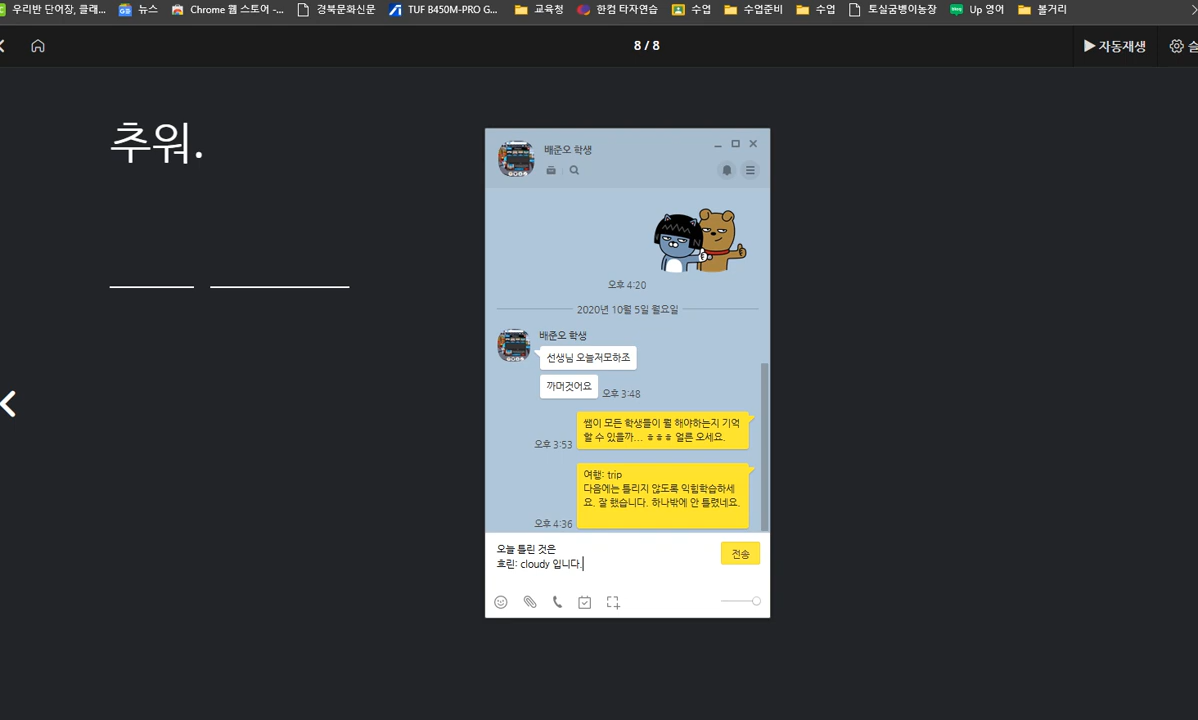 우리반 단어장, 클래...
뉴스
Chrome 웹 스토어 -...
경북문화신문
TUF B450M-PRO G...
교육청
한컴 타자연습
수업
수업준비
수업
토실굼벵이농장
Up 영어
볼거리
8 / 8
▶자동재생
슬
추워.
배준오 학생
오후 4:20
2020년 10월 5일 월요일
배준오 학생
선생님 오늘저모하조
까머것어요
오후 3:48
쌤이 모든 학생들이 뭘 해야하는지 기억
할 수 있을까... ㅎㅎㅎ 얼른 오세요.
오후 3:53
여행: trip
다음에는 틀리지 않도록 익힘학습하세
요. 잘 했습니다. 하나밖에 안 틀렸네요.
오후 4:36
오늘 틀린 것은
흐린: cloudy 입니다.
전송